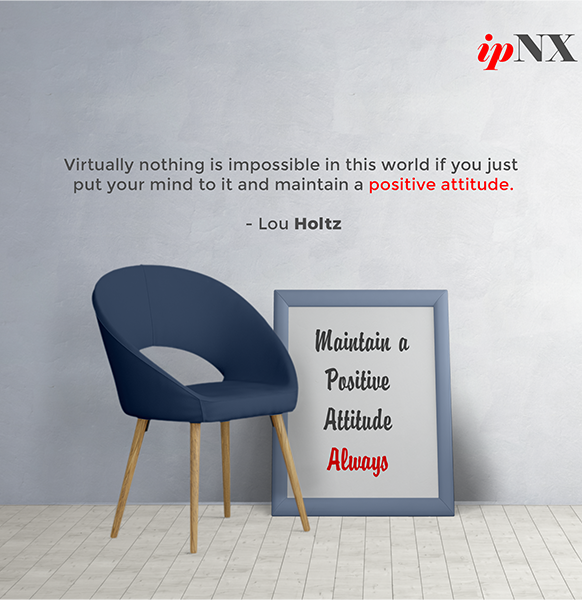 ipNX
Virtually nothing is impossible in this world if you just
put your mind to it and maintain a positive attitude.
- Lou Holtz
Maintain a
Positive
Attitude
Always